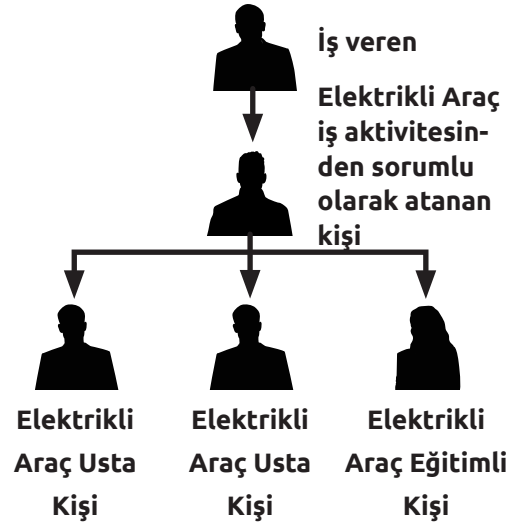 İş veren
Elektrikli Araç
iş aktivitesin-
den sorumlu
olarak atanan
kişi
Elektrikli
Araç Usta
Kişi
Elektrikli
Araç Usta
Kişi
Elektrikli
Araç Eğitimli
Kişi